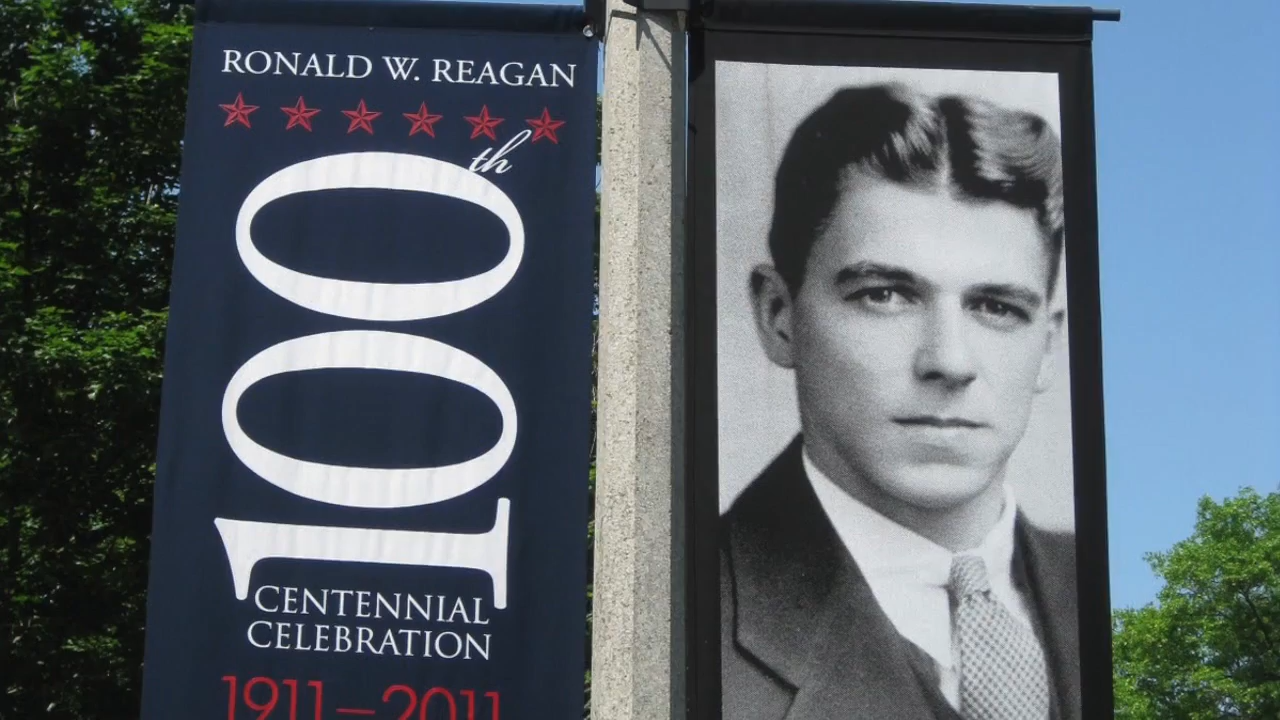 RONALD W. REAGAN
100th
CENTENNIAL
CELEBRATION
1911–2011